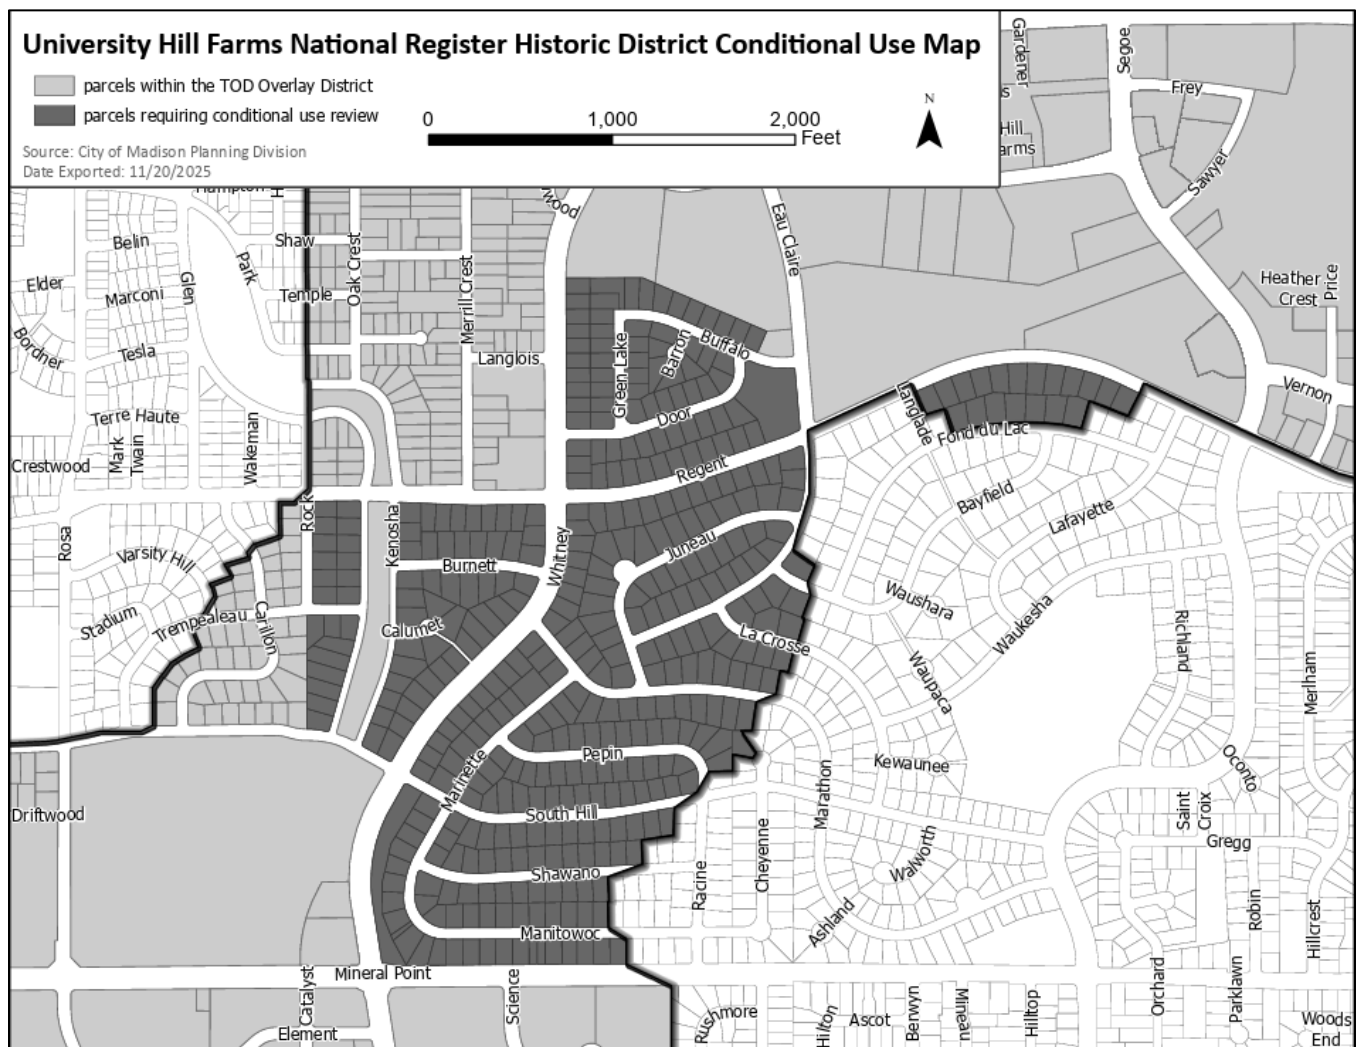 University Hill Farms National Register Historic District Conditional Use Map
parcels within the TOD Overlay District
parcels requiring conditional use review
0 1,000 2,000
Feet
N
Source: City of Madison Planning Division
Date Exported: 11/20/2025
Gardener
Segoe
Frey
s
Hill
arms
Sawyer
Hampton
H
wood
Belin
Shaw
Oak Crest
Eau Claire
Park
Elder
Marconi
Glen
Temple
Merrill Crest
Heather
Crest
Price
Bordner
Tesla
Langlois
Green Lake
Barron
Buffalo
Vernon
Terre Haute
Door
Langlade
Fond du Lac
Mark
Twain
Wakeman
Crestwood
Regent
Bayfield
Rock
Lafayette
Rosa
Kenosha
Whitney
Juneau
Varsity Hill
Burnett
Waushara
Stadium
Trempealeau
Carillon
Calumet
La Crosse
Waukesha
Richland
Waupaca
Merlham
Marinette
Pepin
Kewaunee
Oconto
Driftwood
South Hill
Marathon
Saint
Croix
Gregg
Cheyenne
Walworth
Shawano
Racine
Robin
Hillcrest
Ashland
Manitowoc
Mineral Point
Catalyst
Science
Orchard
Parklawn
Element
Rushmore
Hilton
Ascot
Berwyn
Meinean
Hilltop
Woods
End